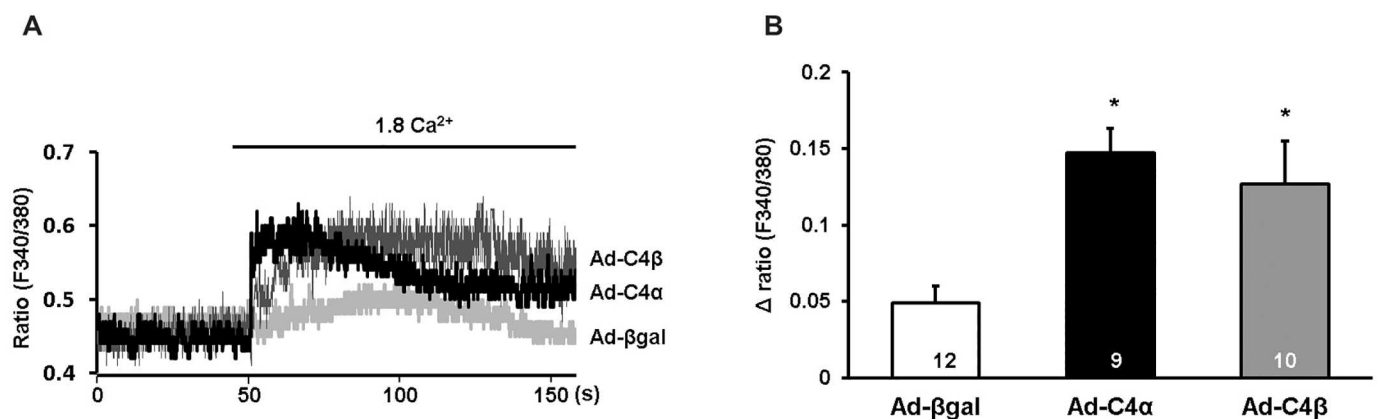 A
1.8 Ca²⁺
Ratio (F340/380)
0.7
0.6
0.5
0.4
0 50 100 150 (s)
Ad-C4β
Ad-C4α
Ad-βgal
B
Δ ratio (F340/380)
0.2
0.15
0.1
0.05
0
* *
12 9 10
Ad-βgal Ad-C4α Ad-C4β